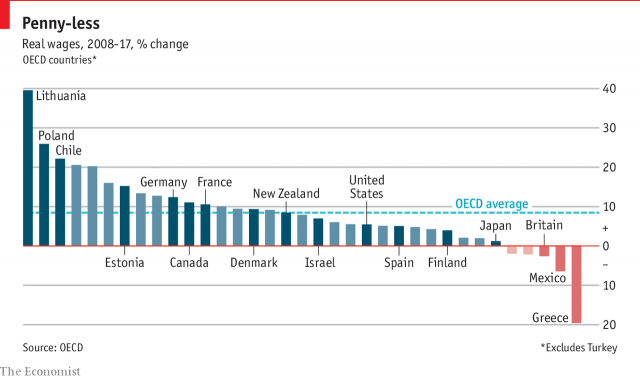 Penny-less
Real wages, 2008-17, % change
OECD countries*
40
Lithuania
Poland
30
Chile
20
Germany
France
United
States
New Zealand
OECD average
10
Japan
Britain
+
0
–
Estonia
Canada
Denmark
Israel
Spain
Finland
Mexico
10
Greece
20
Source: OECD
*Excludes Turkey
The Economist